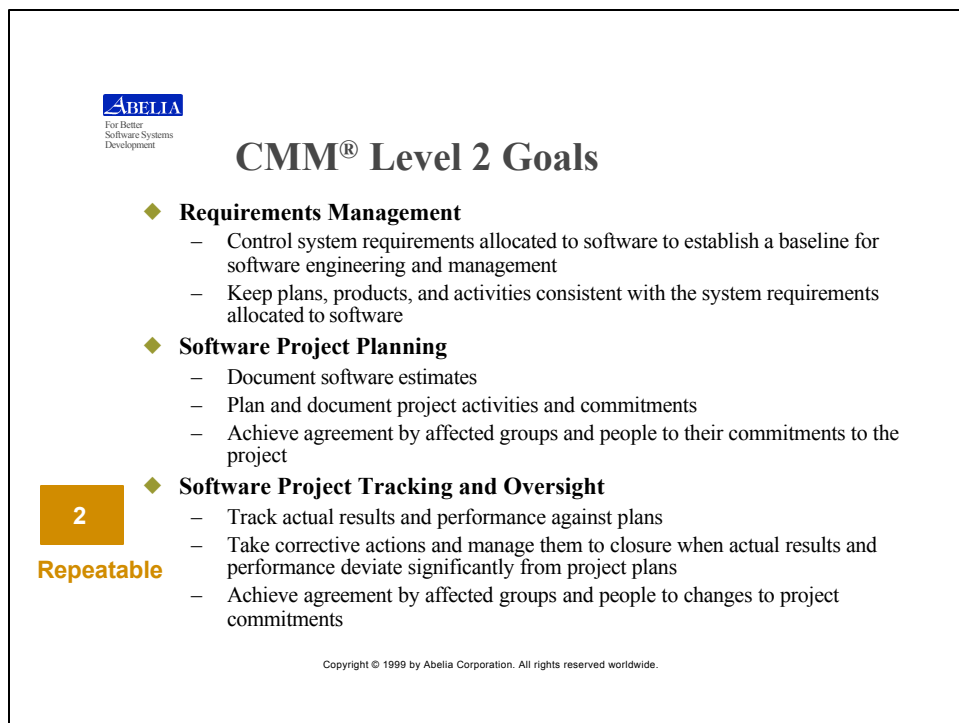 ABELIA
For Better
Software Systems
Development
CMM® Level 2 Goals
◆ Requirements Management
– Control system requirements allocated to software to establish a baseline for
software engineering and management
– Keep plans, products, and activities consistent with the system requirements
allocated to software
◆ Software Project Planning
– Document software estimates
– Plan and document project activities and commitments
– Achieve agreement by affected groups and people to their commitments to the
project
◆ Software Project Tracking and Oversight
– Track actual results and performance against plans
– Take corrective actions and manage them to closure when actual results and
performance deviate significantly from project plans
– Achieve agreement by affected groups and people to changes to project
commitments
2
Repeatable
Copyright © 1999 by Abelia Corporation. All rights reserved worldwide.